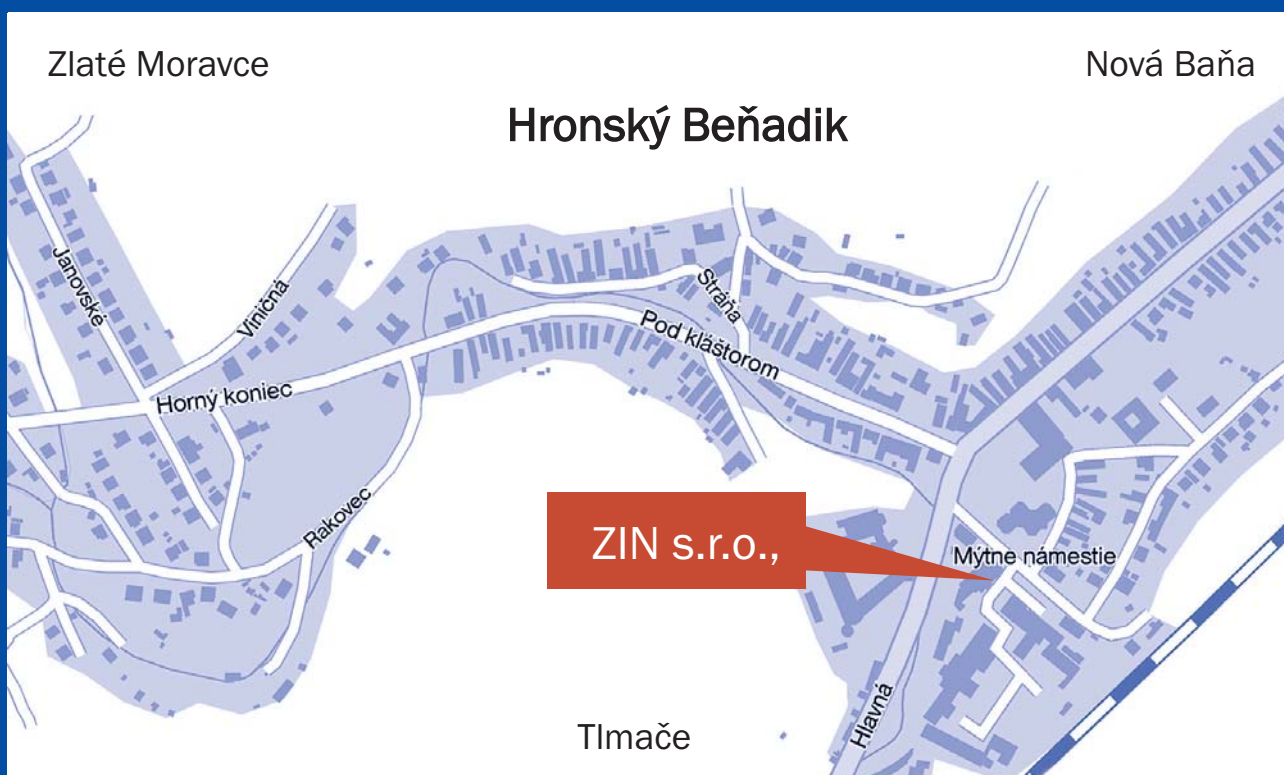 Zlaté Moravce
Nová Baňa
Hronský Beňadik
Janovské
Viničná
Stráňa
Pod kláštorom
Horný koniec
Rakovec
ZIN s.r.o.,
Mýtne námestie
Hlavná
Tlmače